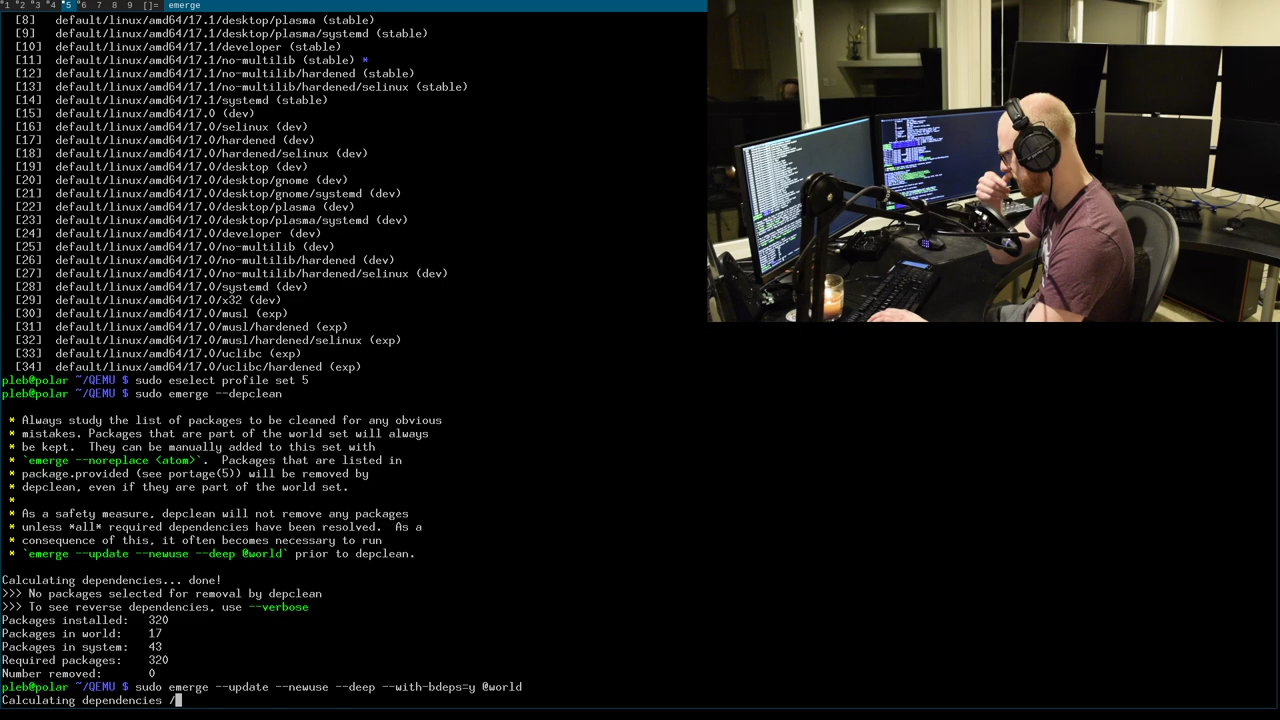 1 2 3 4 5 6 7 8 9 []= emerge
[8] default/linux/amd64/17.1/desktop/plasma (stable)
[9] default/linux/amd64/17.1/desktop/plasma/systemd (stable)
[10] default/linux/amd64/17.1/developer (stable)
[11] default/linux/amd64/17.1/no-multilib (stable) *
[12] default/linux/amd64/17.1/no-multilib/hardened (stable)
[13] default/linux/amd64/17.1/no-multilib/hardened/selinux (stable)
[14] default/linux/amd64/17.1/systemd (stable)
[15] default/linux/amd64/17.0 (dev)
[16] default/linux/amd64/17.0/selinux (dev)
[17] default/linux/amd64/17.0/hardened (dev)
[18] default/linux/amd64/17.0/hardened/selinux (dev)
[19] default/linux/amd64/17.0/desktop (dev)
[20] default/linux/amd64/17.0/desktop/gnome (dev)
[21] default/linux/amd64/17.0/desktop/gnome/systemd (dev)
[22] default/linux/amd64/17.0/desktop/plasma (dev)
[23] default/linux/amd64/17.0/desktop/plasma/systemd (dev)
[24] default/linux/amd64/17.0/developer (dev)
[25] default/linux/amd64/17.0/no-multilib (dev)
[26] default/linux/amd64/17.0/no-multilib/hardened (dev)
[27] default/linux/amd64/17.0/no-multilib/hardened/selinux (dev)
[28] default/linux/amd64/17.0/systemd (dev)
[29] default/linux/amd64/17.0/x32 (dev)
[30] default/linux/amd64/17.0/musl (exp)
[31] default/linux/amd64/17.0/musl/hardened (exp)
[32] default/linux/amd64/17.0/musl/hardened/selinux (exp)
[33] default/linux/amd64/17.0/uclibc (exp)
[34] default/linux/amd64/17.0/uclibc/hardened (exp)
pleb@polar ~/QEMU $ sudo eselect profile set 5
pleb@polar ~/QEMU $ sudo emerge --depclean
* Always study the list of packages to be cleaned for any obvious
* mistakes. Packages that are part of the world set will always
* be kept. They can be manually added to this set with
* `emerge --noreplace <atom>`. Packages that are listed in
* package.provided (see portage(5)) will be removed by
* depclean, even if they are part of the world set.
*
* As a safety measure, depclean will not remove any packages
* unless *all* required dependencies have been resolved. As a
* consequence of this, it often becomes necessary to run
* `emerge --update --newuse --deep @world` prior to depclean.
Calculating dependencies... done!
>>> No packages selected for removal by depclean
>>> To see reverse dependencies, use --verbose
Packages installed: 320
Packages in world: 17
Packages in system: 43
Required packages: 320
Number removed: 0
pleb@polar ~/QEMU $ sudo emerge --update --newuse --deep --with-bdeps=y @world
Calculating dependencies /